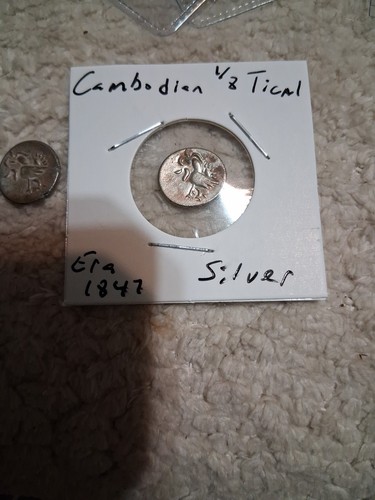 Cambodian 1/8 Tical
Era
1847
Silver